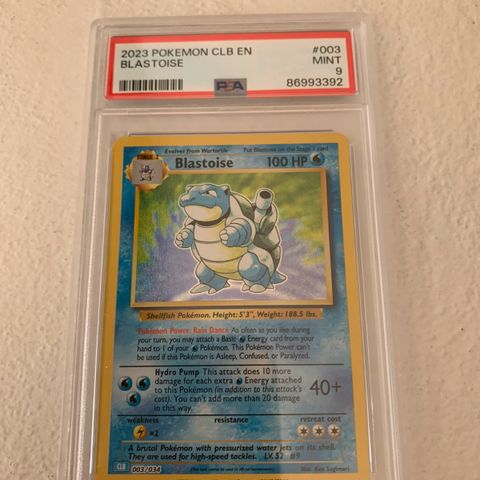 2023 POKEMON CLB EN #003
BLASTOISE MINT
9
PSA 86993392
Evolves from Wartortle Put Blastoise on the Stage 1 card
STAGE 2
Blastoise 100 HP
Shellfish Pokémon. Height: 5'3", Weight: 188.5 lbs.
Pokémon Power: Rain Dance As often as you like during
your turn, you may attach a Basic Energy card from your
hand to 1 of your Pokémon. This Pokémon Power can't
be used if this Pokémon is Asleep, Confused, or Paralyzed.
Hydro Pump This attack does 10 more
damage for each extra Energy attached
to this Pokémon (in addition to this attack's
cost). You can't add more than 20 damage
in this way.
40+
weakness resistance retreat cost
×2
A brutal Pokémon with pressurized water jets on its shell.
They are used for high-speed tackles. LV. 52 #9
CLB 003/034 Illus. Ken Sugimori